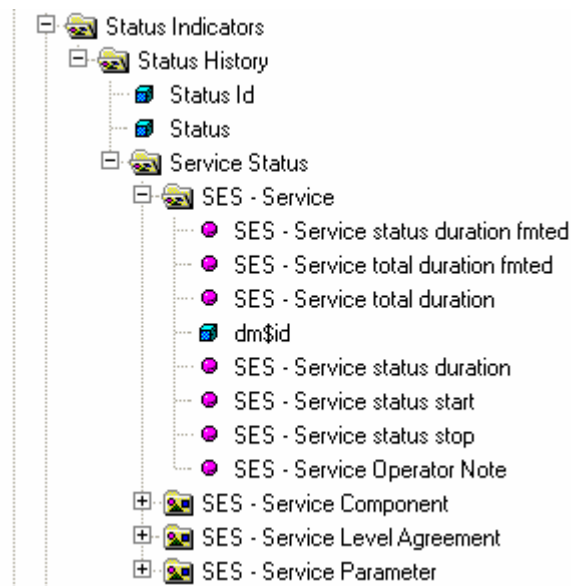 Status Indicators
Status History
Status Id
Status
Service Status
SES - Service
SES - Service status duration fmted
SES - Service total duration fmted
SES - Service total duration
dm$id
SES - Service status duration
SES - Service status start
SES - Service status stop
SES - Service Operator Note
SES - Service Component
SES - Service Level Agreement
SES - Service Parameter